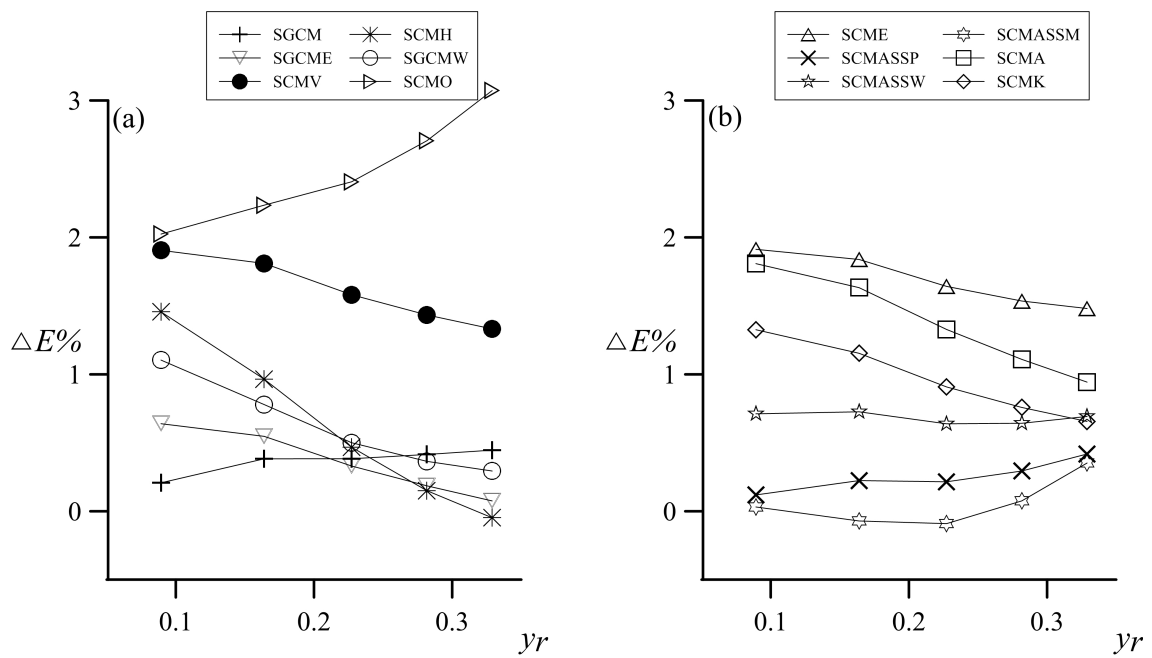 SGCM SCMH
SGCME SGCMW
SCMV SCMO
3
(a)
2
△E%
1
0
0.1 0.2 0.3
yr
SCME SCMASSM
SCMASSP SCMA
SCMASSW SCMK
3
(b)
2
△E%
1
0
0.1 0.2 0.3
yr